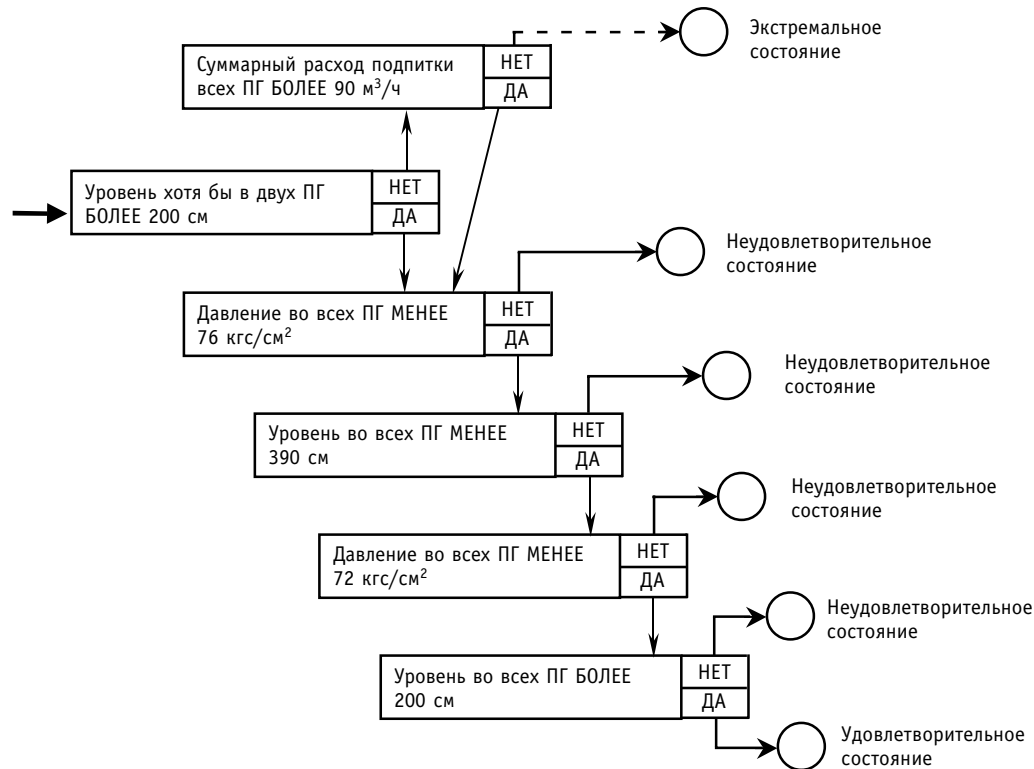 Экстремальное
состояние
Суммарный расход подпитки
всех ПГ БОЛЕЕ 90 м³/ч
НЕТ
ДА
Уровень хотя бы в двух ПГ
БОЛЕЕ 200 см
НЕТ
ДА
Неудовлетворительное
состояние
Давление во всех ПГ МЕНЕЕ
76 кгс/см²
НЕТ
ДА
Неудовлетворительное
состояние
Уровень во всех ПГ МЕНЕЕ
390 см
НЕТ
ДА
Неудовлетворительное
состояние
Давление во всех ПГ МЕНЕЕ
72 кгс/см²
НЕТ
ДА
Неудовлетворительное
состояние
Уровень во всех ПГ БОЛЕЕ
200 см
НЕТ
ДА
Удовлетворительное
состояние